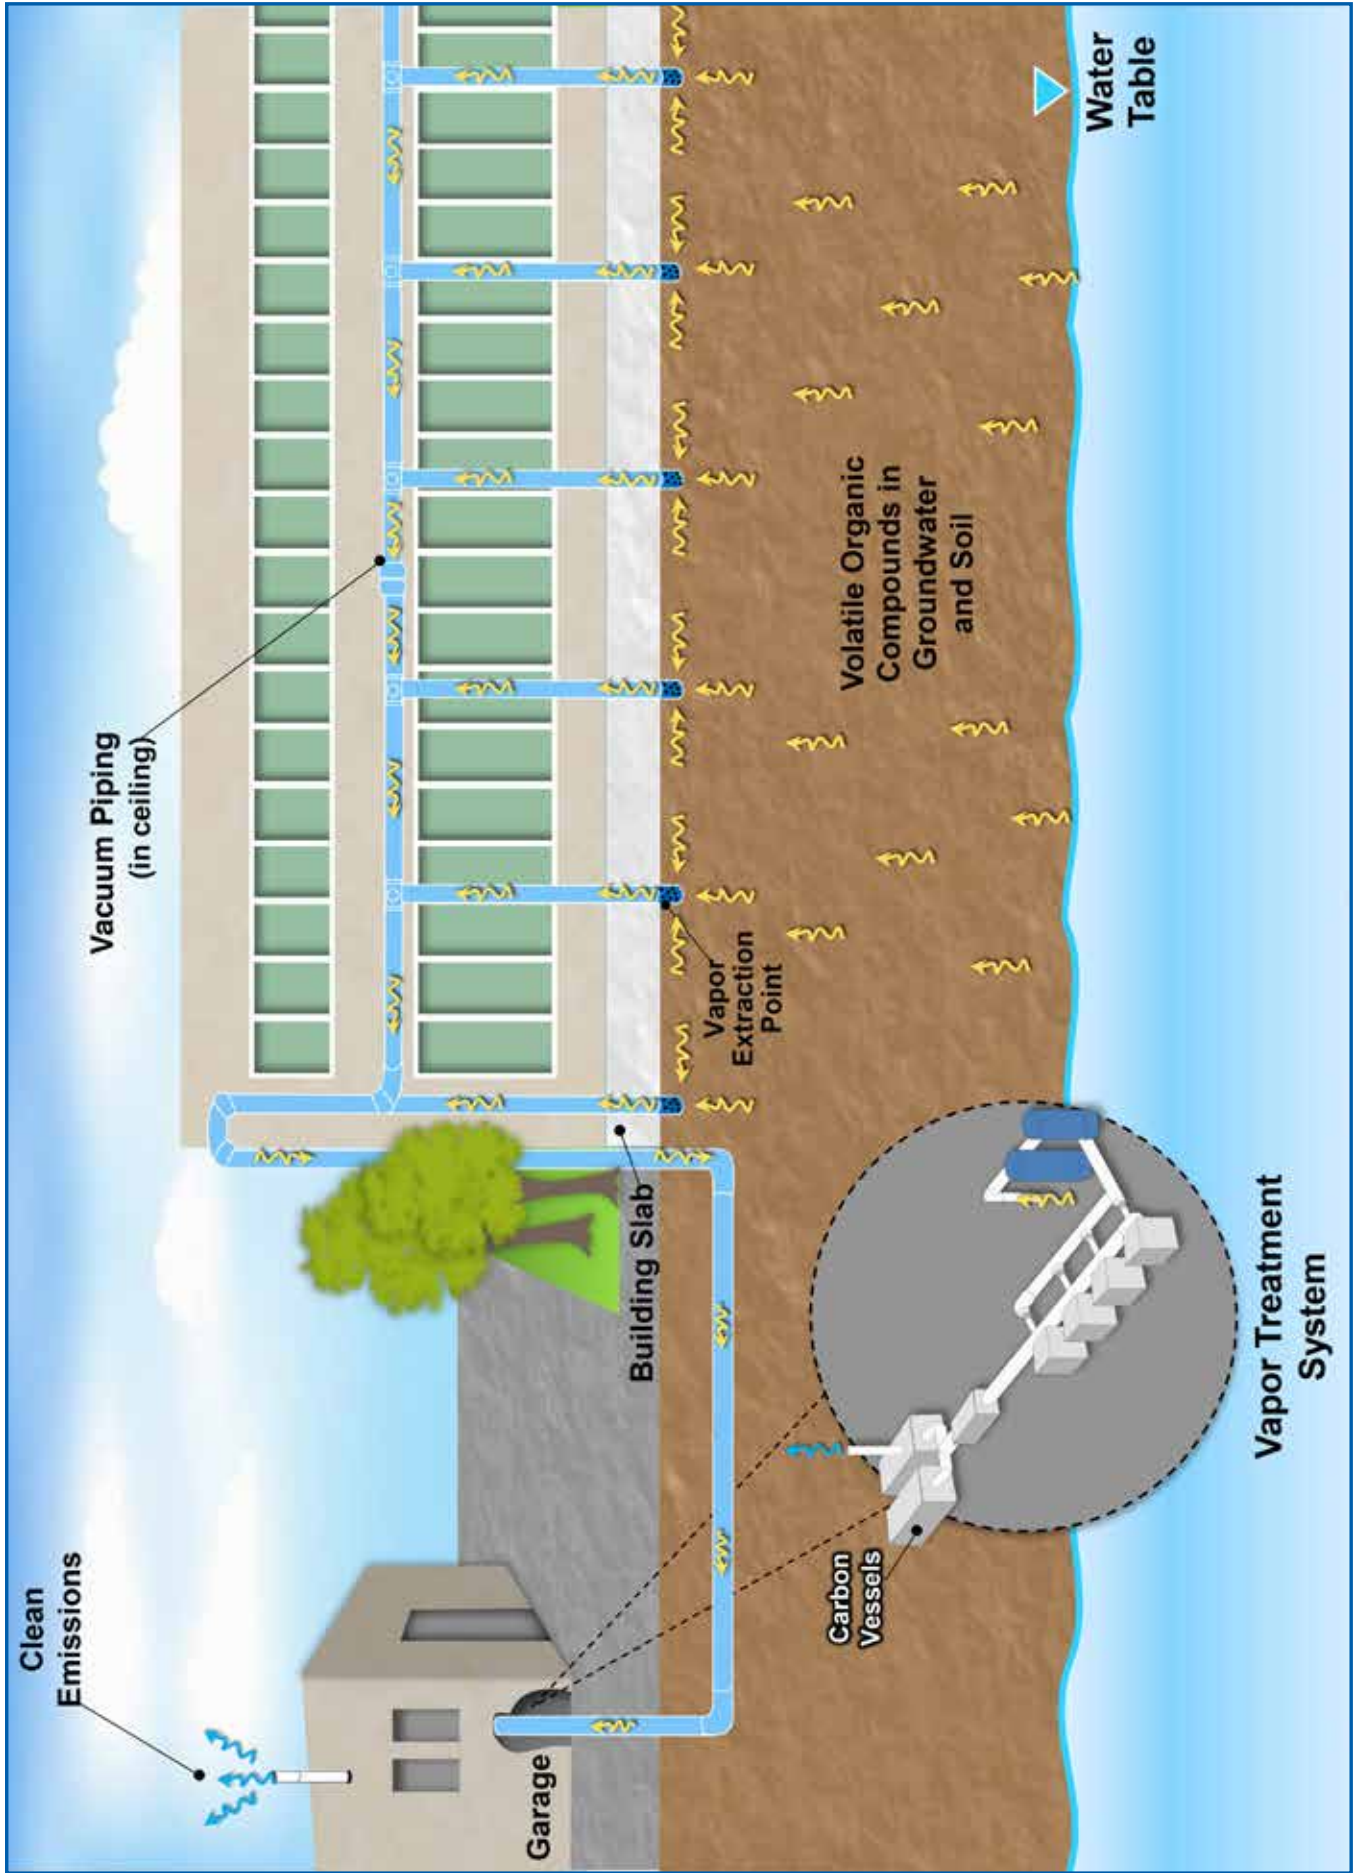 Clean
Emissions
Vacuum Piping
(in ceiling)
Garage
Building Slab
Vapor
Extraction
Point
Volatile Organic
Compounds in
Groundwater
and Soil
Carbon
Vessels
Water
Table
Vapor Treatment
System